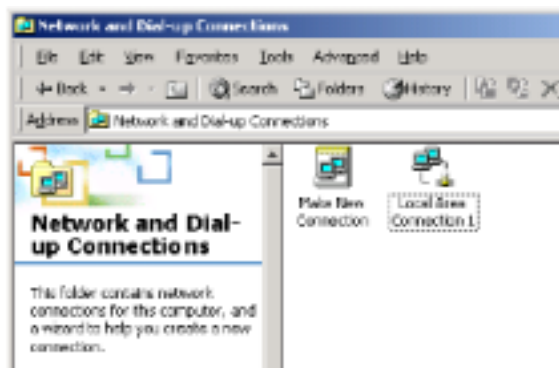 Network and Dial-up Connections
File Edit View Favorites Tools Advanced Help
Back Search Folders History
Address Network and Dial-up Connections
Network and Dial-
up Connections
This folder contains network
connections for this computer, and
a wizard to help you create a new
connection.
Make New
Connection
Local Area
Connection 1